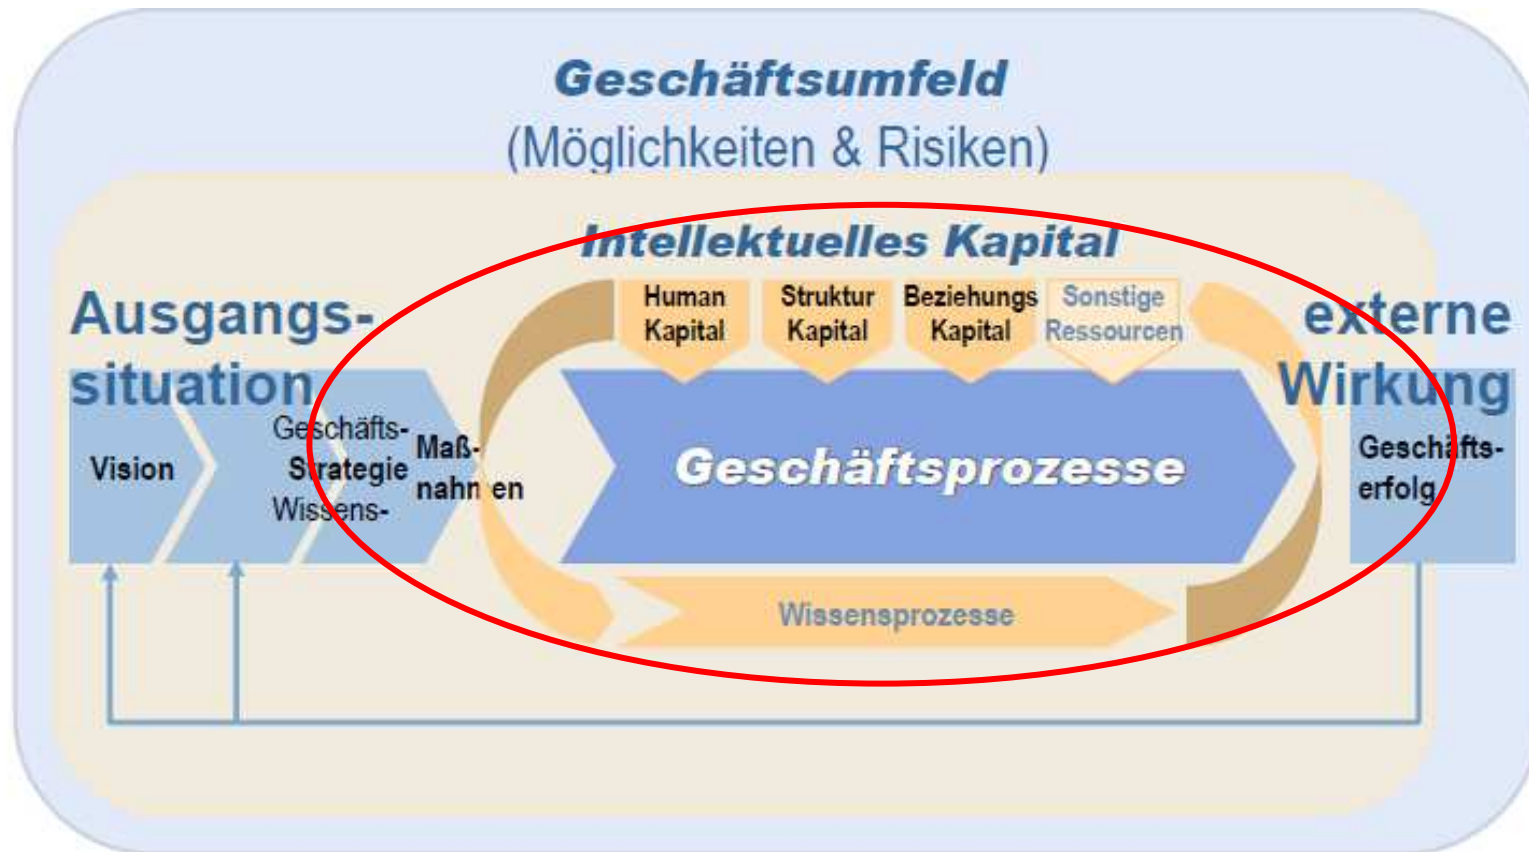 Geschäftsumfeld
(Möglichkeiten & Risiken)
Intellektuelles Kapital
Human
Kapital
Struktur
Kapital
Beziehungs
Kapital
Sonstige
Ressourcen
Ausgangs-
situation
externe
Wirkung
Vision
Geschäfts-
Strategie
Wissens-
Maß-
nahmen
Geschäftsprozesse
Geschäfts-
erfolg
Wissensprozesse